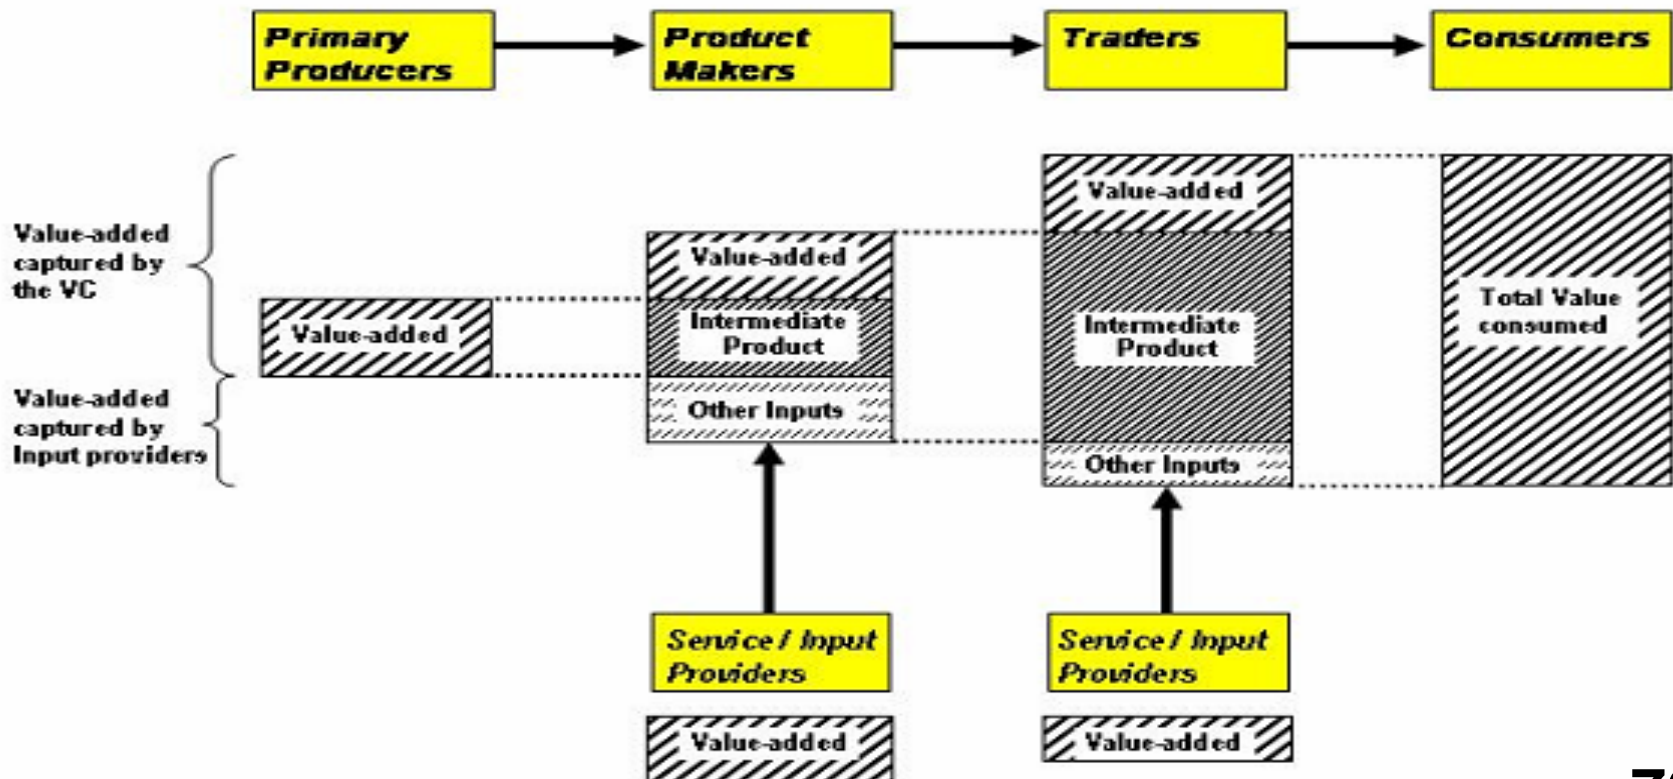 Primary
Producers
Product
Makers
Traders
Consumers
Value-added
captured by
the VC
Value-added
captured by
Input providers
Value-added
Value-added
Intermediate
Product
Other Inputs
Value-added
Intermediate
Product
Other Inputs
Total Value
consumed
Service / Input
Providers
Service / Input
Providers
Value-added
Value-added